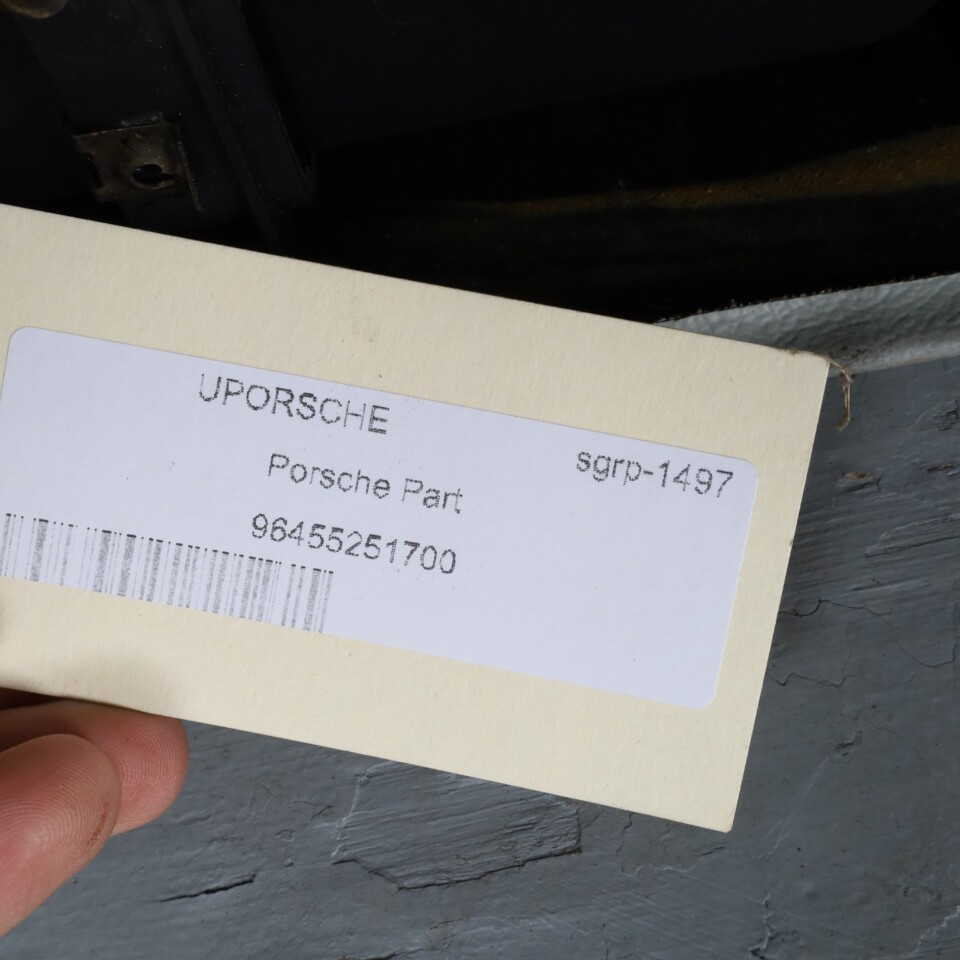 UPORSCHE
sgrp-1497
Porsche Part
96455251700